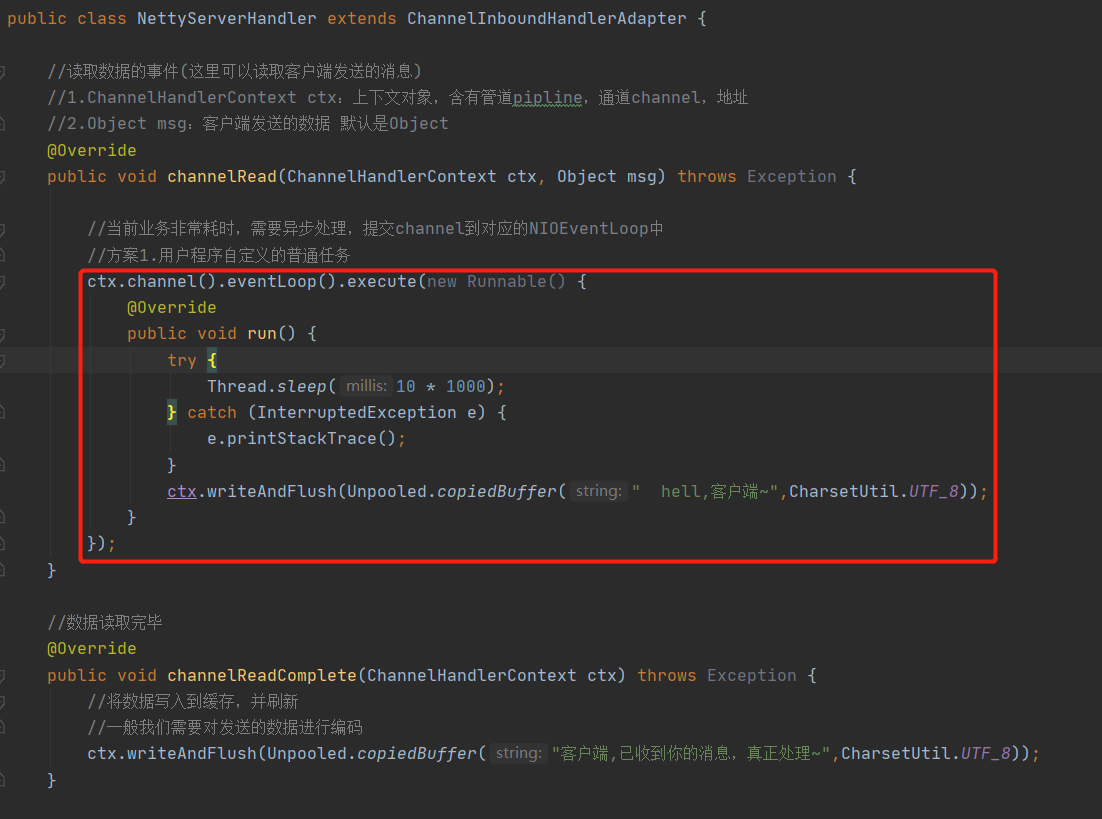 public class NettyServerHandler extends ChannelInboundHandlerAdapter {
//读取数据的事件(这里可以读取客户端发送的消息)
//1.ChannelHandlerContext ctx：上下文对象，含有管道pipline，通道channel，地址
//2.Object msg：客户端发送的数据 默认是Object
@Override
public void channelRead(ChannelHandlerContext ctx, Object msg) throws Exception {
//当前业务非常耗时，需要异步处理，提交channel到对应的NIOEventLoop中
//方案1.用户程序自定义的普通任务
ctx.channel().eventLoop().execute(new Runnable() {
@Override
public void run() {
try {
Thread.sleep( millis: 10 * 1000);
} catch (InterruptedException e) {
e.printStackTrace();
}
ctx.writeAndFlush(Unpooled.copiedBuffer( string: "  hell,客户端~",CharsetUtil.UTF_8));
}
});
}
//数据读取完毕
@Override
public void channelReadComplete(ChannelHandlerContext ctx) throws Exception {
//将数据写入到缓存，并刷新
//一般我们需要对发送的数据进行编码
ctx.writeAndFlush(Unpooled.copiedBuffer( string: "客户端,已收到你的消息，真正处理~",CharsetUtil.UTF_8));
}